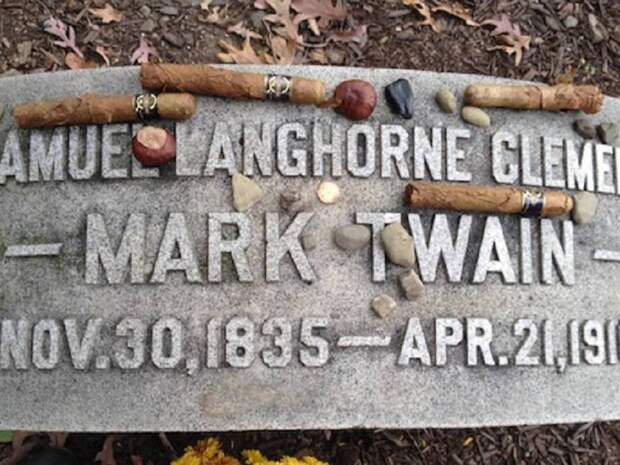 AMUEL LANGHORNE CLEME
— MARK TWAIN —
NOV. 30, 1835 — APR. 21, 191